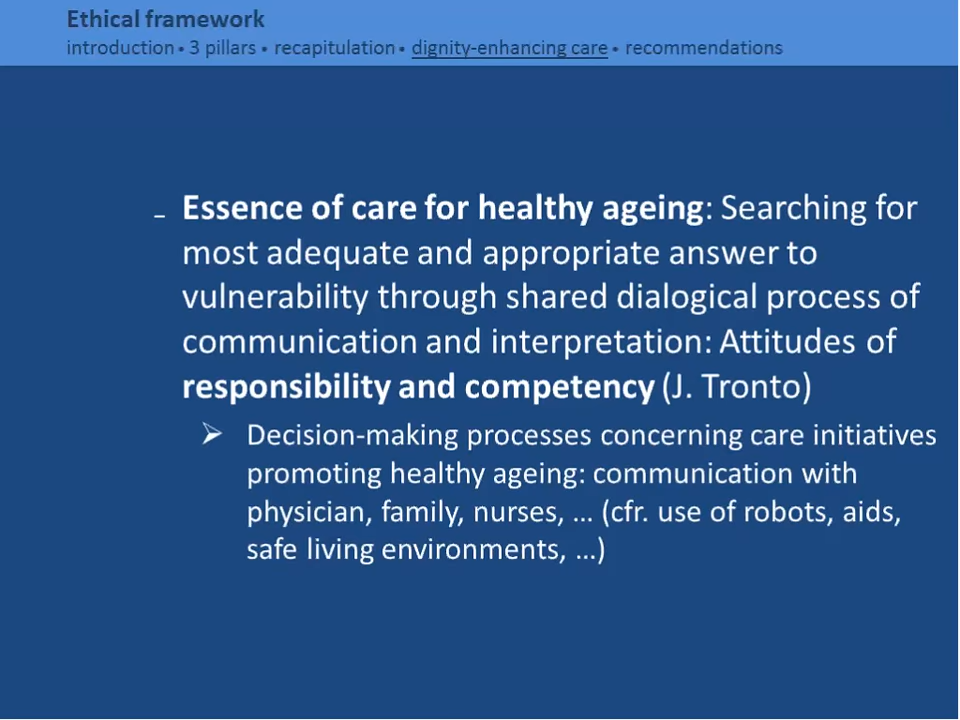 Ethical framework
introduction • 3 pillars • recapitulation • dignity-enhancing care • recommendations
– Essence of care for healthy ageing: Searching for
most adequate and appropriate answer to
vulnerability through shared dialogical process of
communication and interpretation: Attitudes of
responsibility and competency (J. Tronto)
➢ Decision-making processes concerning care initiatives
promoting healthy ageing: communication with
physician, family, nurses, … (cfr. use of robots, aids,
safe living environments, …)